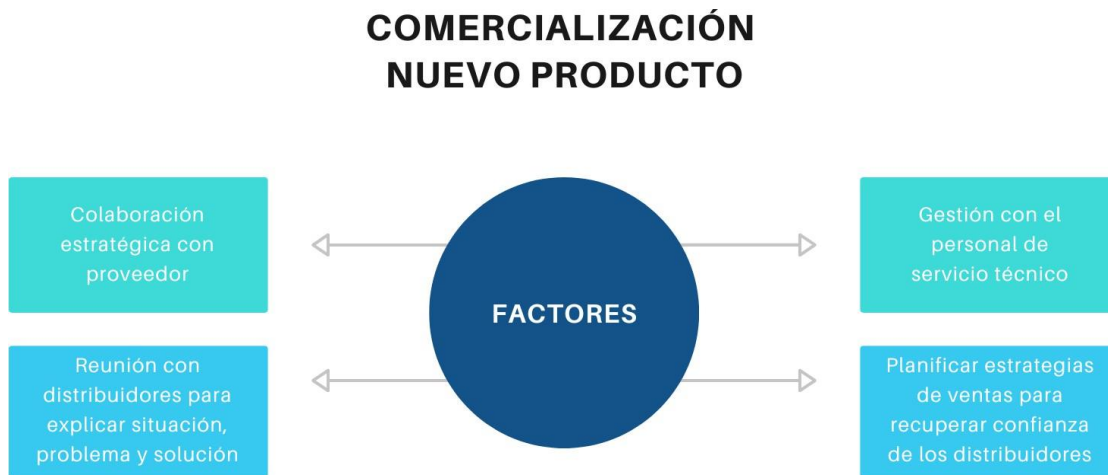 COMERCIALIZACIÓN
NUEVO PRODUCTO
Colaboración
estratégica con
proveedor
Gestión con el
personal de
servicio técnico
FACTORES
Reunión con
distribuidores para
explicar situación,
problema y solución
Planificar estrategias
de ventas para
recuperar confianza
de los distribuidores